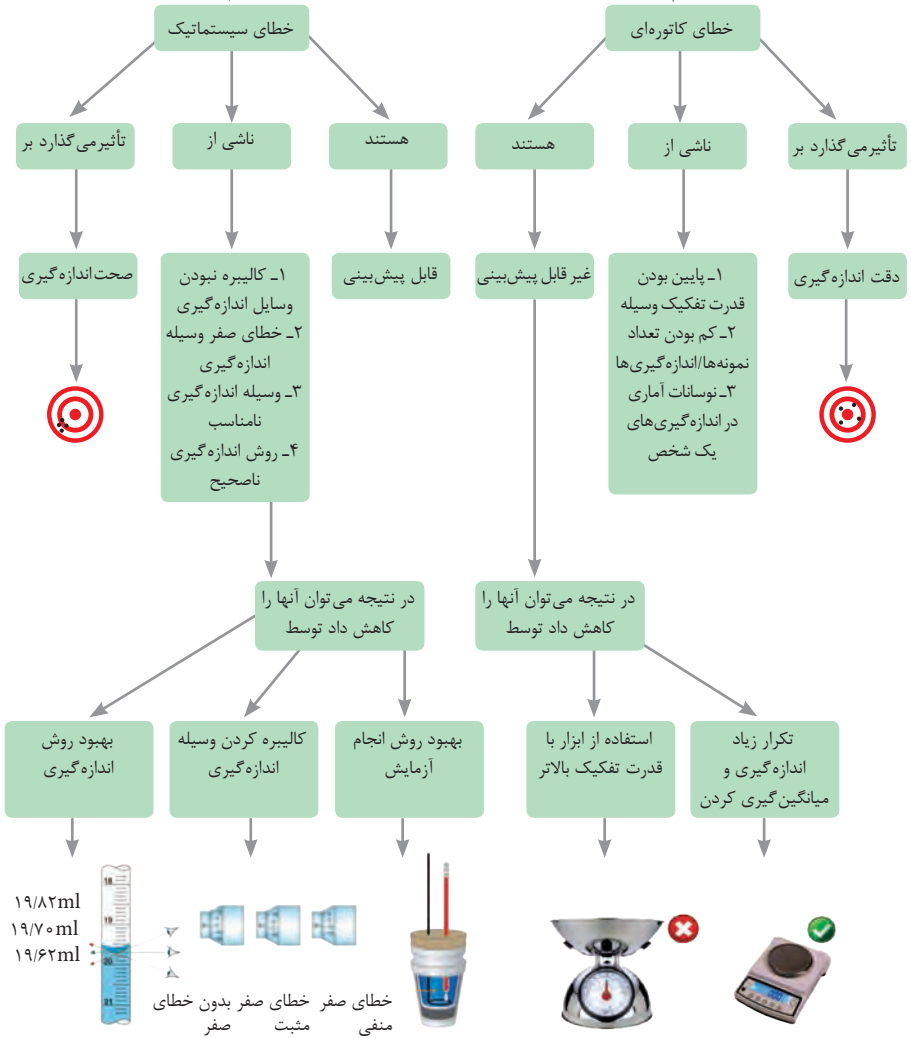 خطای کاتوره‌ای
خطای سیستماتیک
تأثیرمی‌گذارد بر
ناشی از
هستند
هستند
ناشی از
تأثیرمی‌گذارد بر
دقت اندازه‌گیری
۱ـ پایین بودن
قدرت تفکیک وسیله
۲ـ کم بودن تعداد
نمونه‌ها/اندازه‌گیری‌ها
۳ـ نوسانات آماری
در اندازه‌گیری‌های
یک شخص
غیر قابل پیش‌بینی
قابل پیش‌بینی
۱ـ کالیبره نبودن
وسایل اندازه‌گیری
۲ـ خطای صفر وسیله
اندازه‌گیری
۳ـ وسیله اندازه‌گیری
نامناسب
۴ـ روش اندازه‌گیری
ناصحیح
صحت‌اندازه‌گیری
در نتیجه می‌توان آنها را
کاهش داد توسط
در نتیجه می‌توان آنها را
کاهش داد توسط
تکرار زیاد
اندازه‌گیری و
میانگین‌گیری کردن
استفاده از ابزار با
قدرت تفکیک بالاتر
بهبود روش انجام
آزمایش
کالیبره کردن وسیله
اندازه‌گیری
بهبود روش
اندازه‌گیری
۱۹/۸۲ml
۱۹/۷۰ml
۱۹/۶۲ml
18
19
20
21
خطای صفر
منفی
خطای صفر
مثبت
بدون خطای
صفر